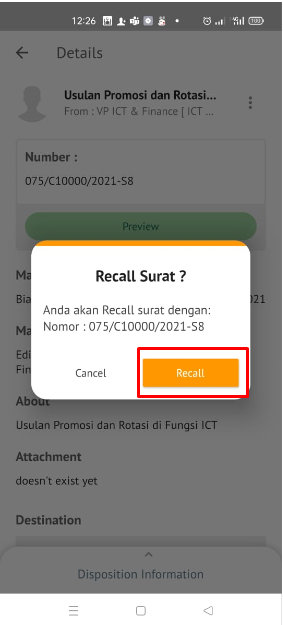 12:26
Details
Usulan Promosi dan Rotasi...
From : VP ICT & Finance [ ICT ...
Number :
075/C10000/2021-S8
Preview
Recall Surat ?
Anda akan Recall surat dengan:
Nomor : 075/C10000/2021-S8
Cancel
Recall
Ma
Bia
021
Ma
Edi
Fin
About
Usulan Promosi dan Rotasi di Fungsi ICT
Attachment
doesn't exist yet
Destination
Disposition Information